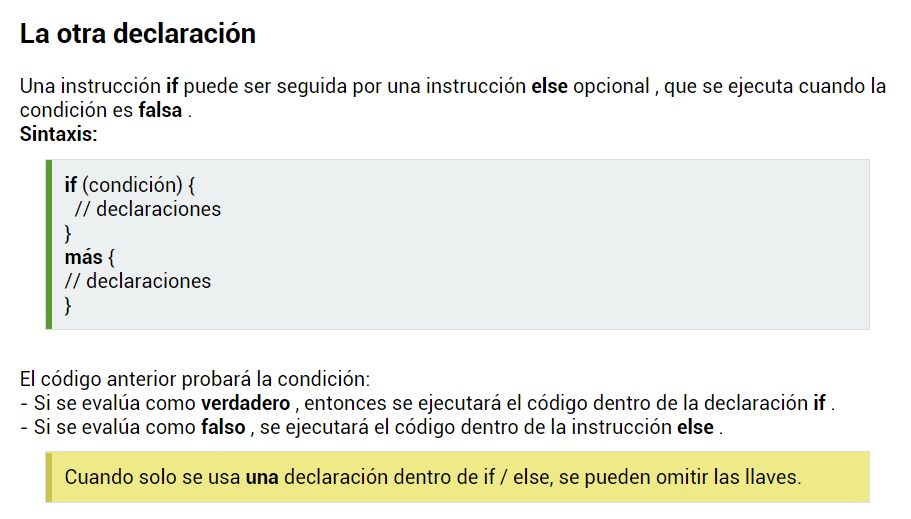 La otra declaración
Una instrucción if puede ser seguida por una instrucción else opcional , que se ejecuta cuando la
condición es falsa .
Sintaxis:
if (condición) {
// declaraciones
}
más {
// declaraciones
}
El código anterior probará la condición:
- Si se evalúa como verdadero , entonces se ejecutará el código dentro de la declaración if .
- Si se evalúa como falso , se ejecutará el código dentro de la instrucción else .
Cuando solo se usa una declaración dentro de if / else, se pueden omitir las llaves.